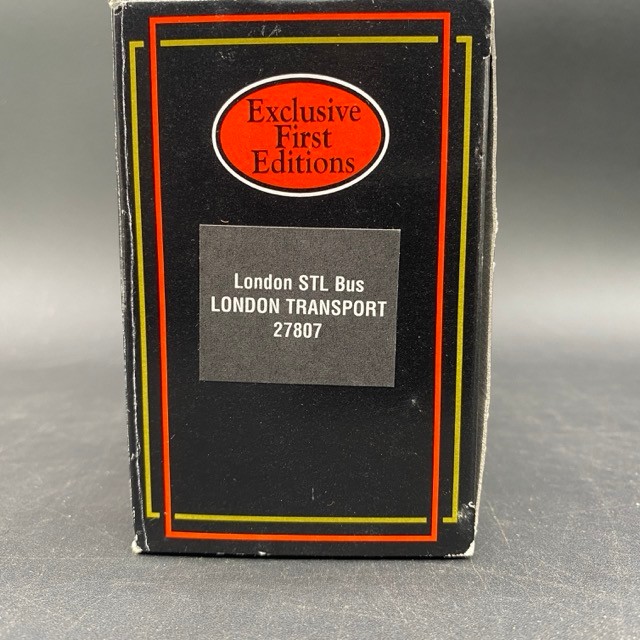 Exclusive
First
Editions
London STL Bus
LONDON TRANSPORT
27807